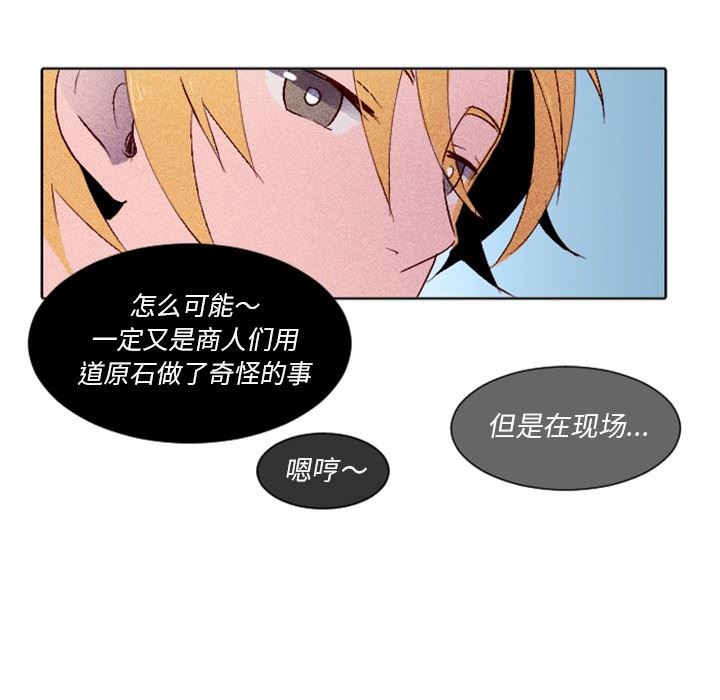 怎么可能～
一定又是商人们用
道原石做了奇怪的事
但是在现场...
嗯哼～